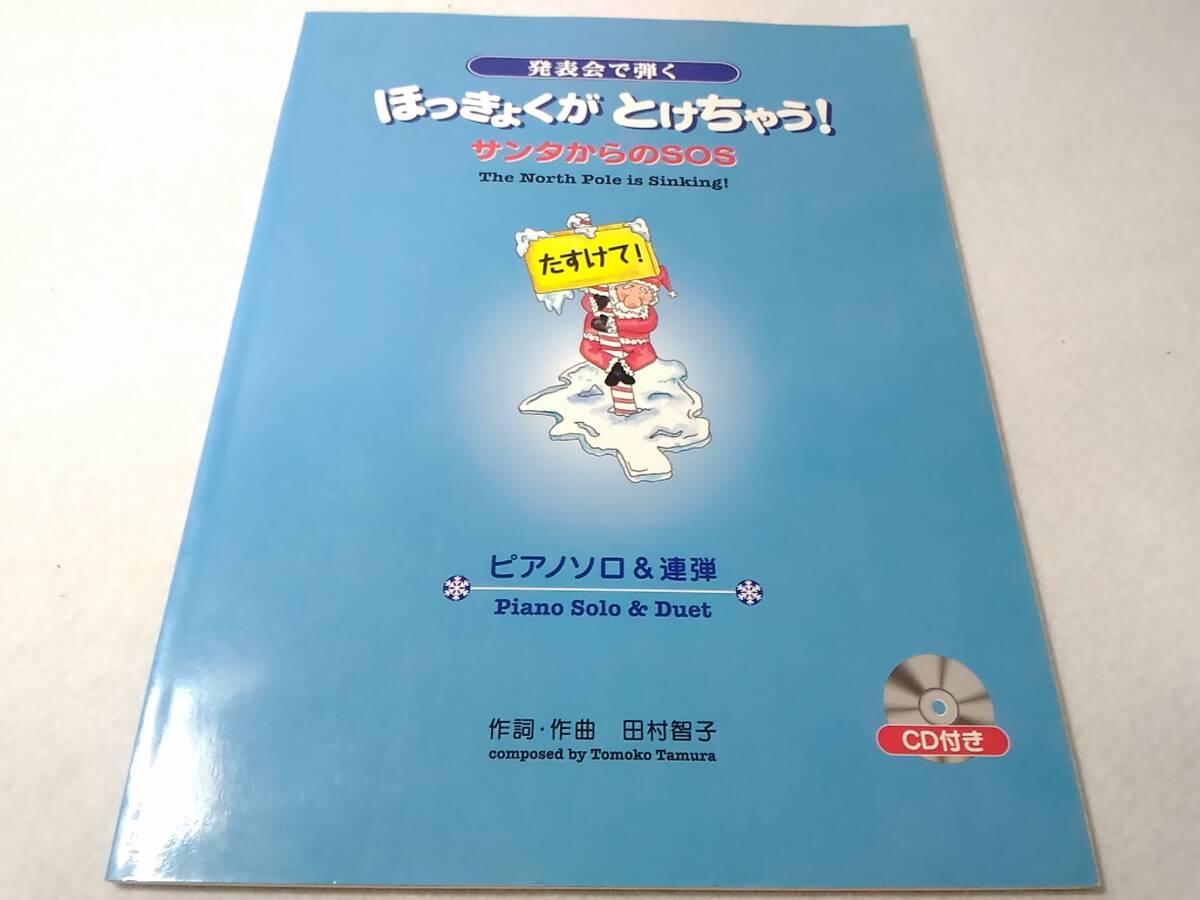 発表会で弾く
ほっきょくが とけちゃう!
サンタからのSOS
The North Pole is Sinking!
たすけて!
ピアノソロ&連弾
Piano Solo & Duet
作詞・作曲 田村智子
composed by Tomoko Tamura
CD付き